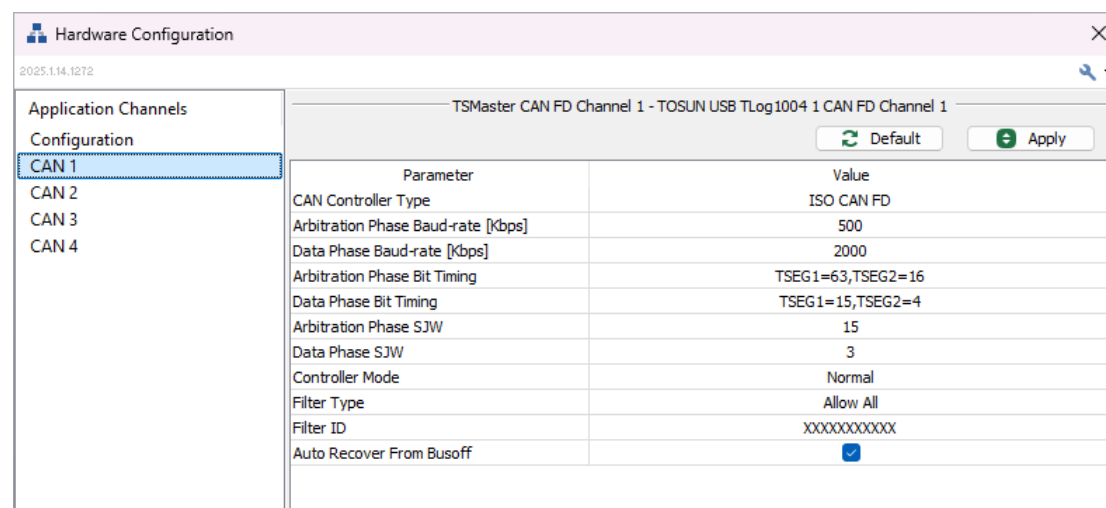 Hardware Configuration
2025.1.14.1272
Application Channels
Configuration
CAN 1
CAN 2
CAN 3
CAN 4
TSMaster CAN FD Channel 1 - TOSUN USB TLog1004 1 CAN FD Channel 1
Default Apply
Parameter Value
CAN Controller Type ISO CAN FD
Arbitration Phase Baud-rate [Kbps] 500
Data Phase Baud-rate [Kbps] 2000
Arbitration Phase Bit Timing TSEG1=63,TSEG2=16
Data Phase Bit Timing TSEG1=15,TSEG2=4
Arbitration Phase SJW 15
Data Phase SJW 3
Controller Mode Normal
Filter Type Allow All
Filter ID XXXXXXXXXXX
Auto Recover From Busoff